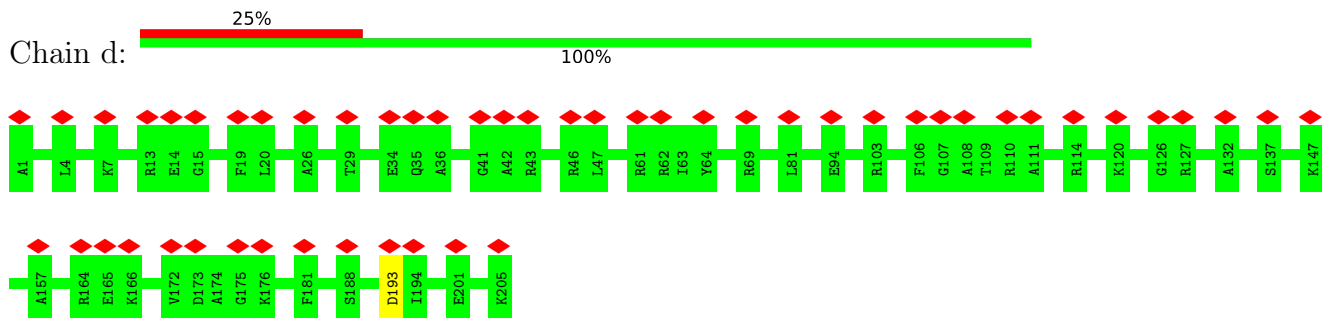 25%
Chain d:
100%
A1 L4 K7 R13 E14 G15 F19 L20 A26 T29 E34 Q35 A36 G41 A42 R43 R46 L47 R61 R62 I63 Y64 R69 L81 E94 R103 F106 G107 A108 T109 R110 A111 R114 K120 G126 R127 A132 S137 K147
A157 R164 E165 K166 V172 D173 A174 G175 K176 F181 S188 D193 I194 E201 K205